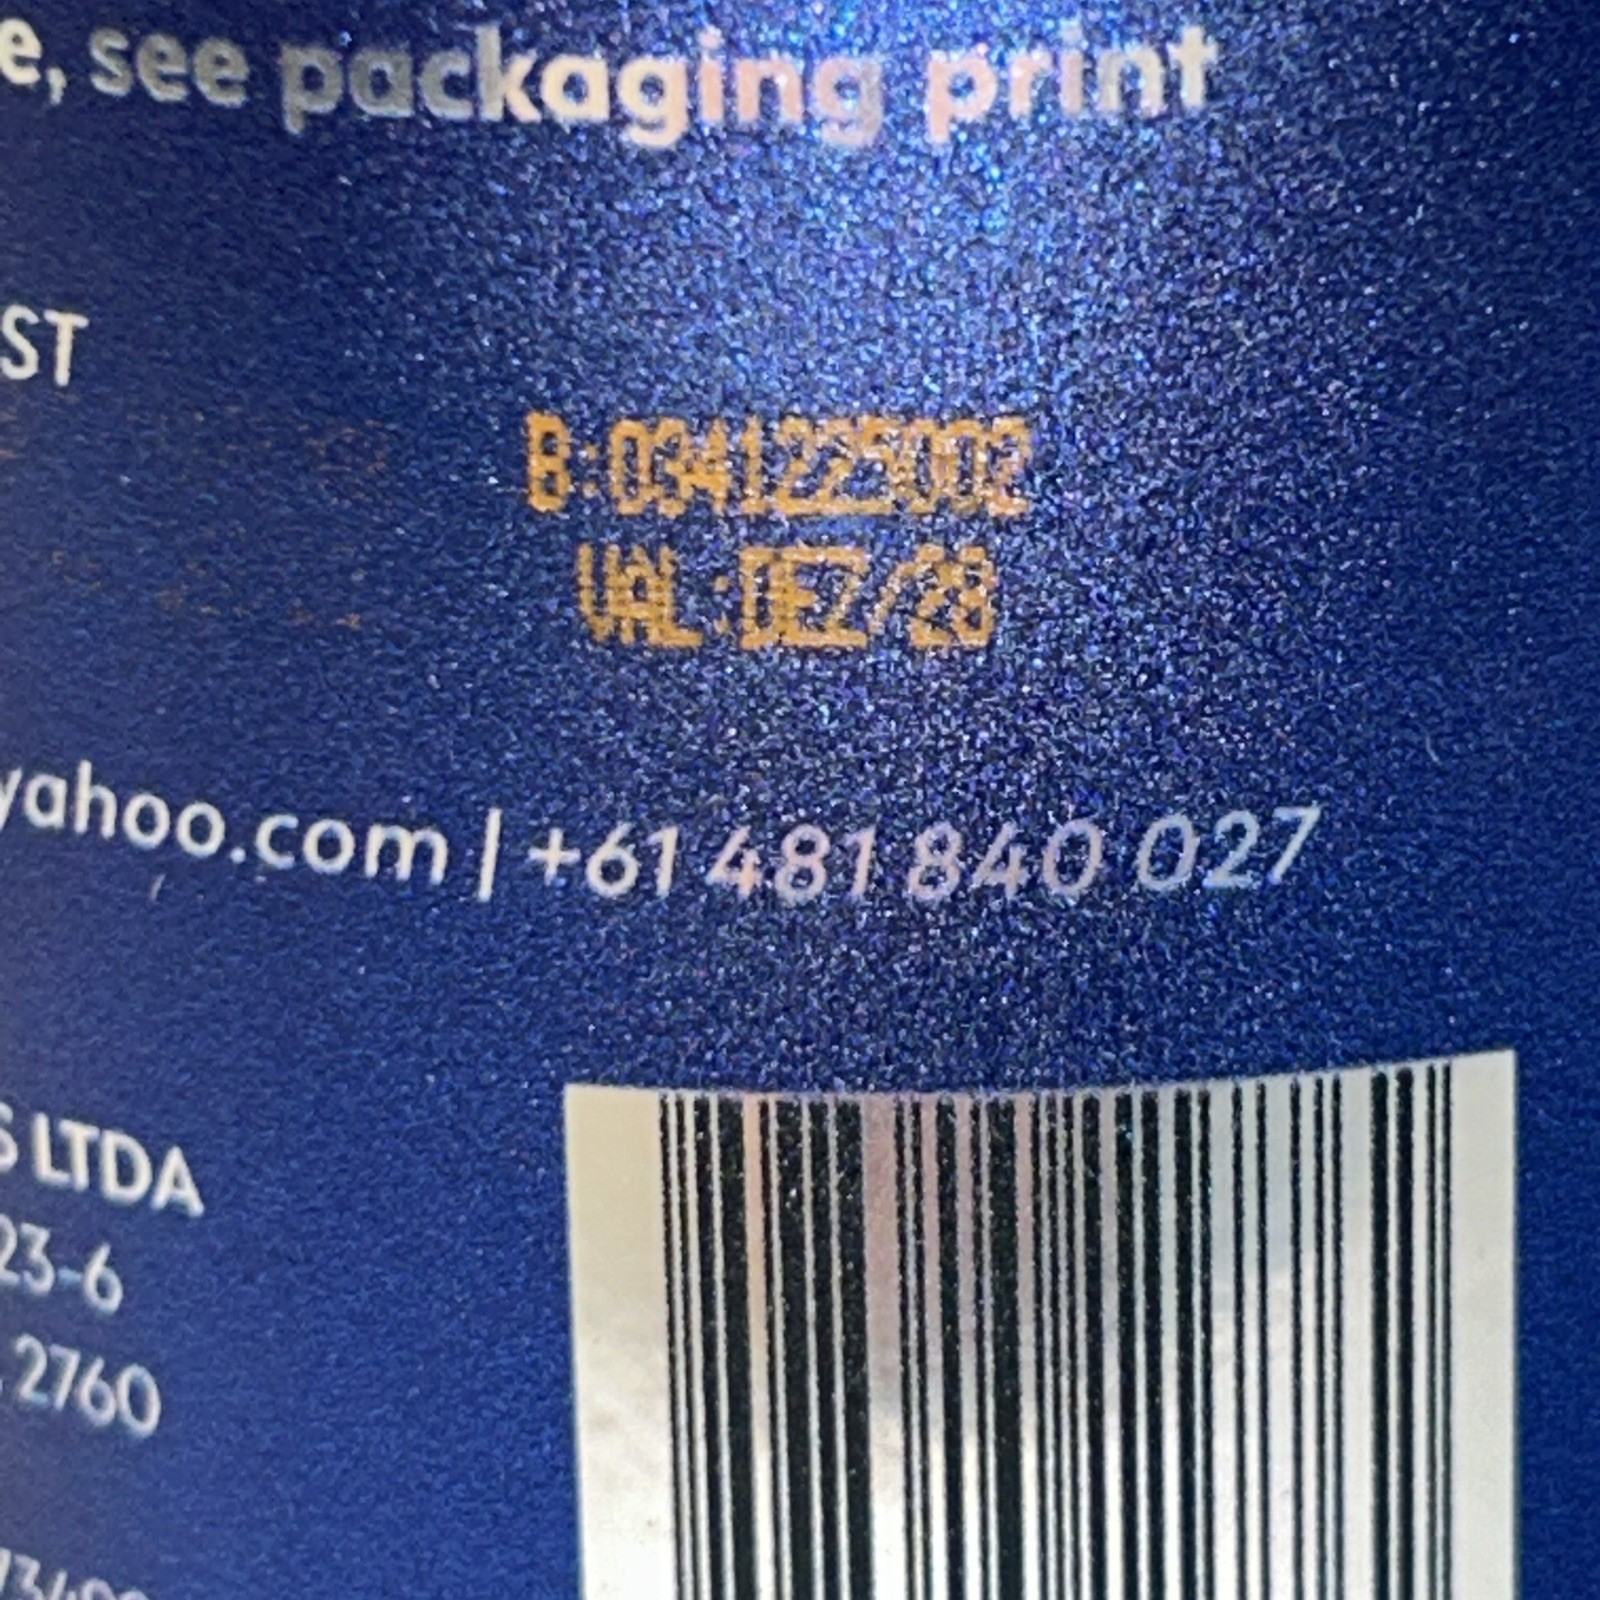 e, see packaging print
ST
B:0341225002
VAL:DEZ/28
yahoo.com | +61 481 840 027
S LTDA
23-6
, 2760